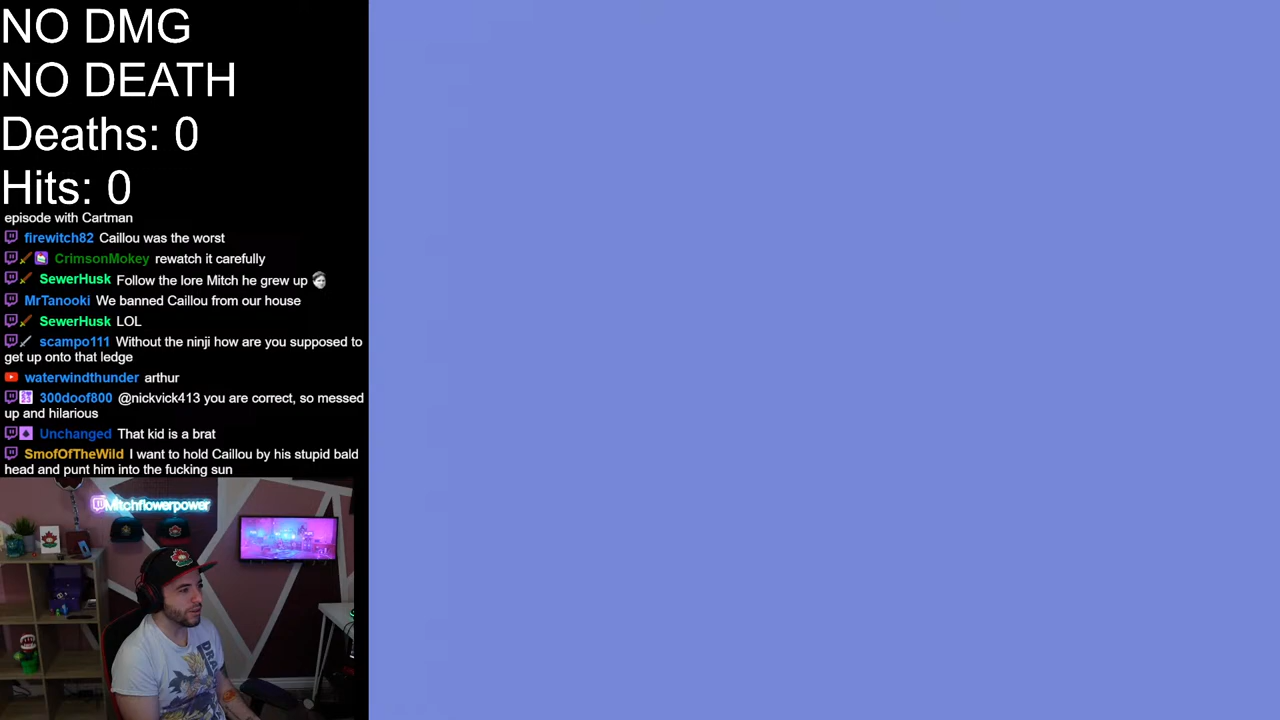 NO DMG
NO DEATH
Deaths: 0
Hits: 0
episode with Cartman
firewitch82 Caillou was the worst
CrimsonMokey rewatch it carefully
SewerHusk Follow the lore Mitch he grew up
MrTanooki We banned Caillou from our house
SewerHusk LOL
scampo111 Without the ninji how are you supposed to
get up onto that ledge
waterwindthunder arthur
300doof800 @nickvick413 you are correct, so messed
up and hilarious
Unchanged That kid is a brat
SmofOfTheWild I want to hold Caillou by his stupid bald
head and punt him into the fucking sun
Mitchflowerpower
DRA